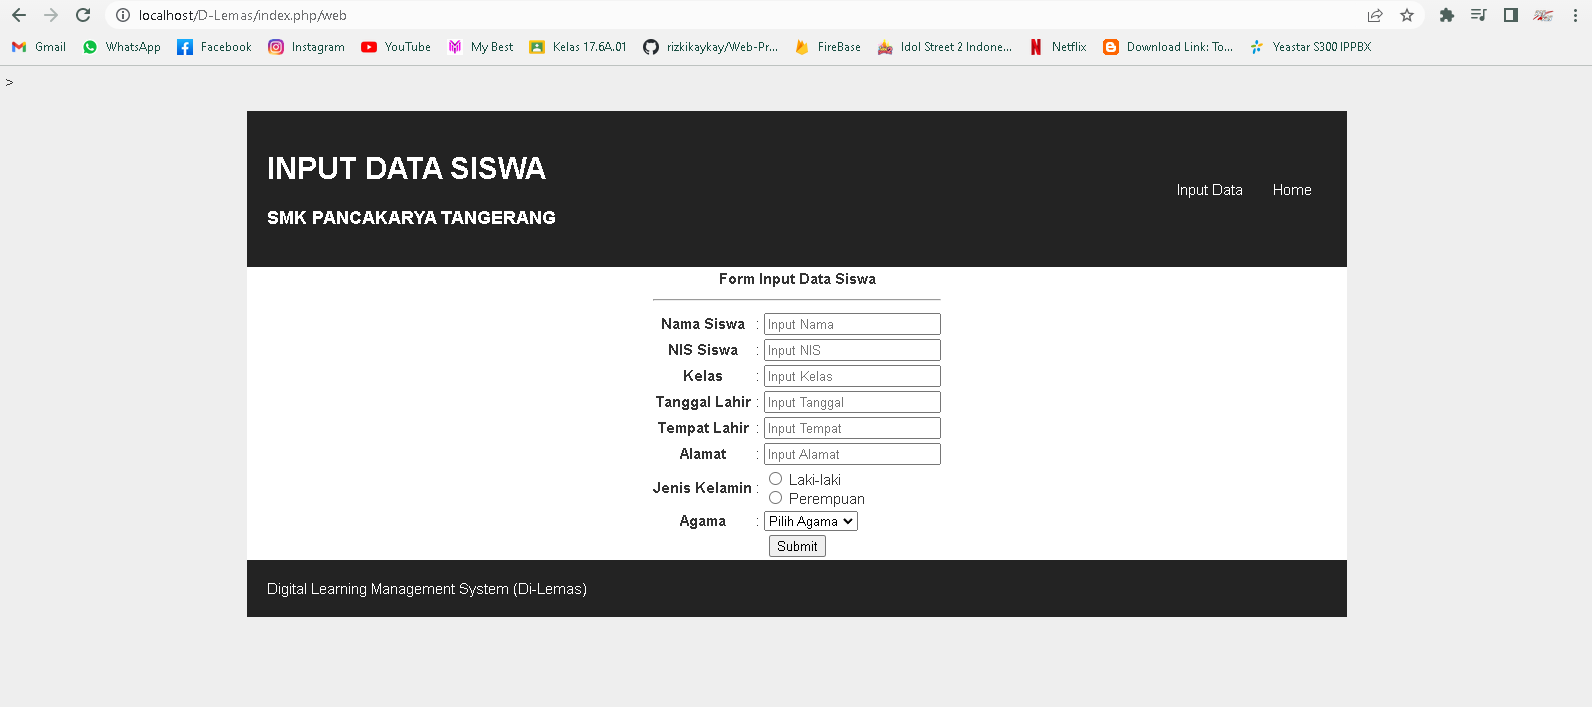 localhost/D-Lemas/index.php/web
Gmail WhatsApp Facebook Instagram YouTube My Best Kelas 17.6A.01 rizkikaykay/Web-Pr... FireBase Idol Street 2 Indone... Netflix Download Link: To... Yeastar S300 IPPBX
>
INPUT DATA SISWA
SMK PANCAKARYA TANGERANG
Input Data Home
Form Input Data Siswa
Nama Siswa : Input Nama
NIS Siswa : Input NIS
Kelas : Input Kelas
Tanggal Lahir : Input Tanggal
Tempat Lahir : Input Tempat
Alamat : Input Alamat
Jenis Kelamin : Laki-laki
Perempuan
Agama : Pilih Agama
Submit
Digital Learning Management System (Di-Lemas)